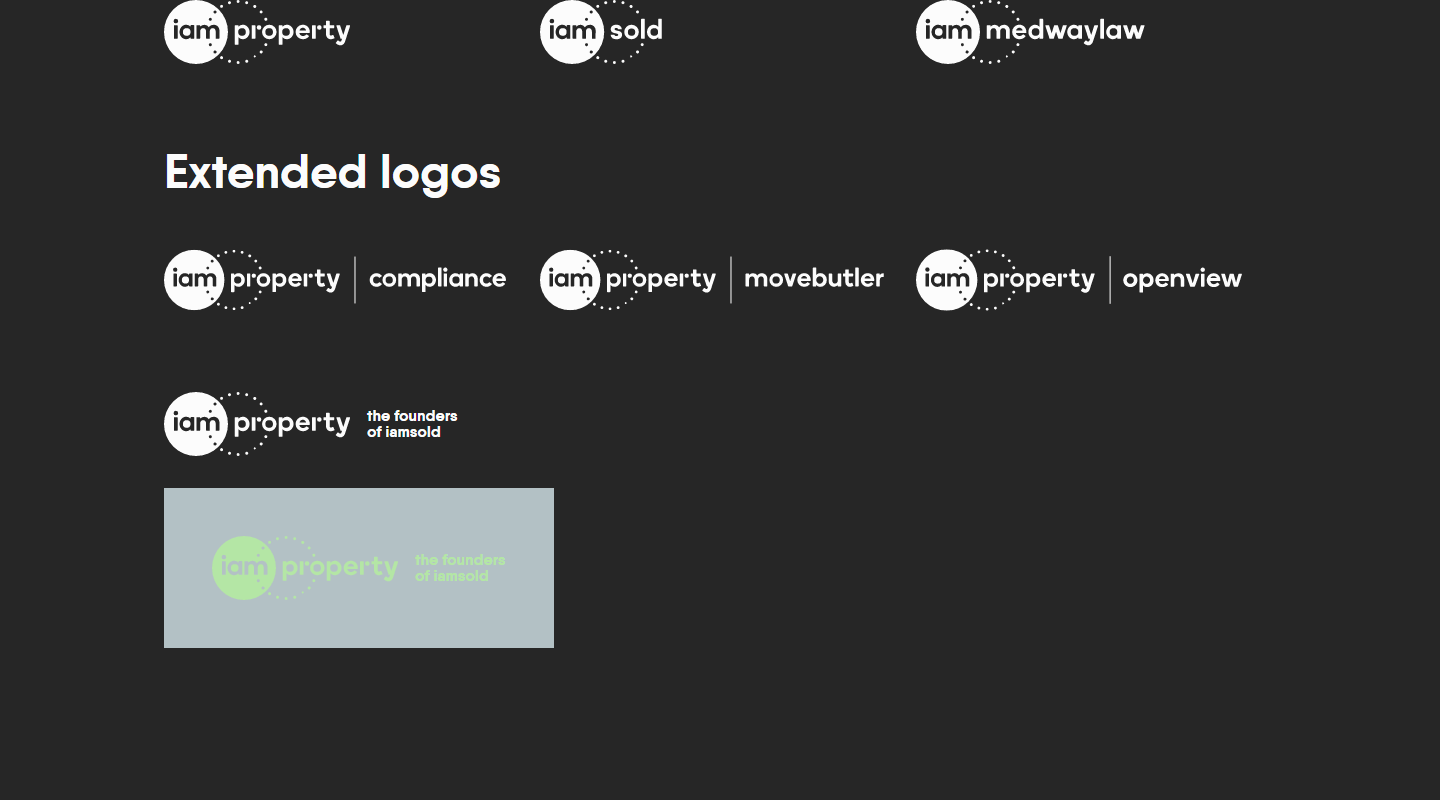 iam property
iam sold
iam medwaylaw
Extended logos
iam property | compliance
iam property | movebutler
iam property | openview
iam property the founders
of iamsold
iam property the founders
of iamsold